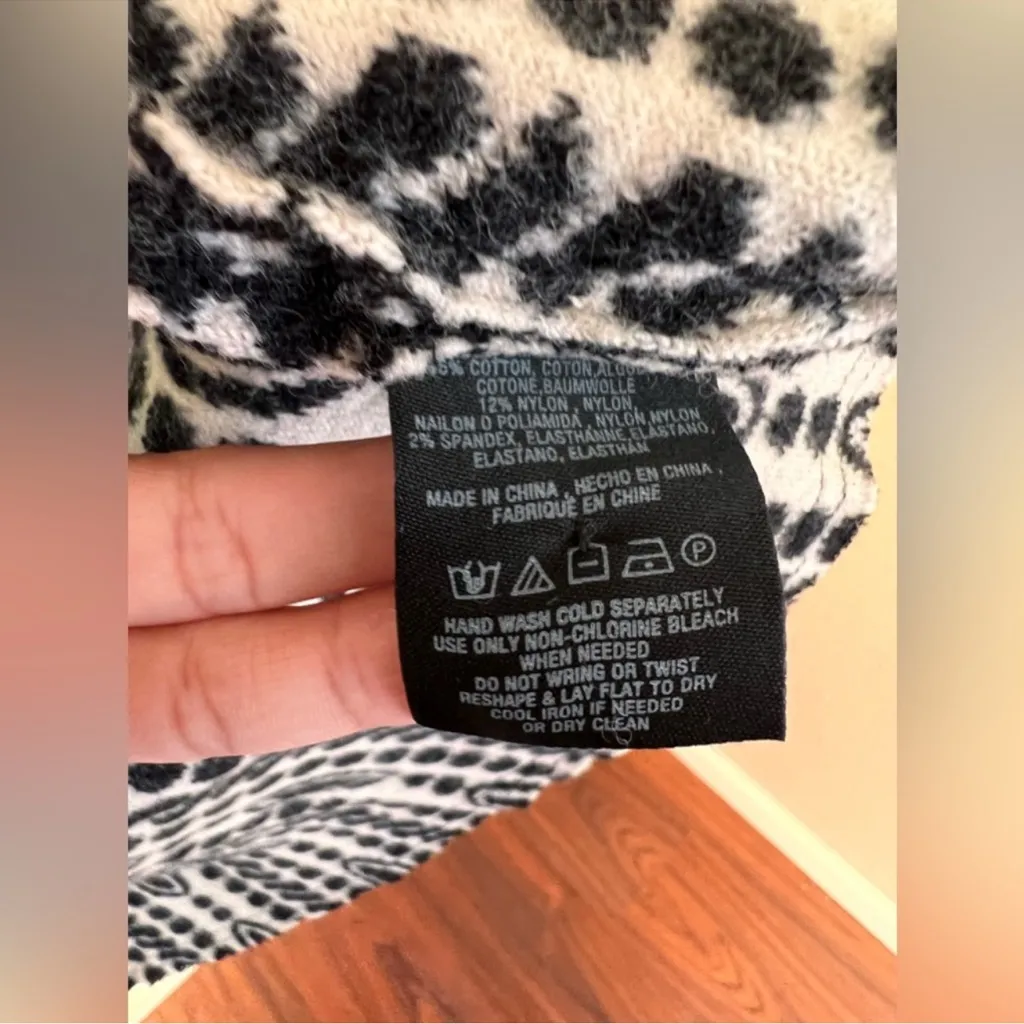 COTTON, COTON,
COTONE,BAUMWOLLE
12% NYLON , NYLON,
NAILON O POLIAMIDA , NYLON,NYLON
2% SPANDEX, ELASTHANNE,ELASTANO,
ELASTANO, ELASTHAN
MADE IN CHINA , HECHO EN CHINA ,
FABRIQUE EN CHINE
P
HAND WASH COLD SEPARATELY
USE ONLY NON-CHLORINE BLEACH
WHEN NEEDED
DO NOT WRING OR TWIST
RESHAPE & LAY FLAT TO DRY
COOL IRON IF NEEDED
OR DRY CLEAN